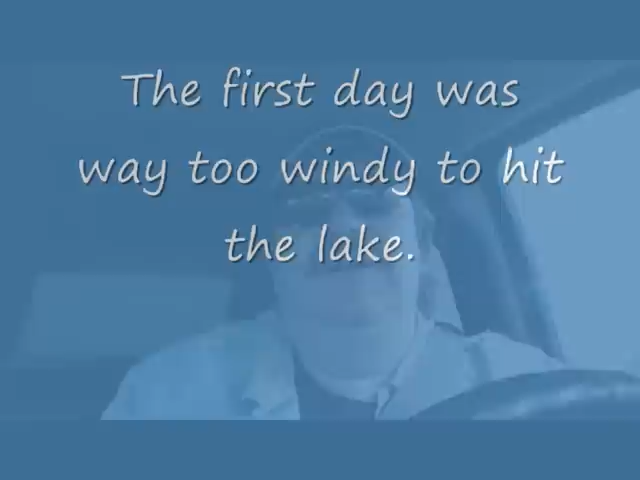 The first day was
way too windy to hit
the lake.